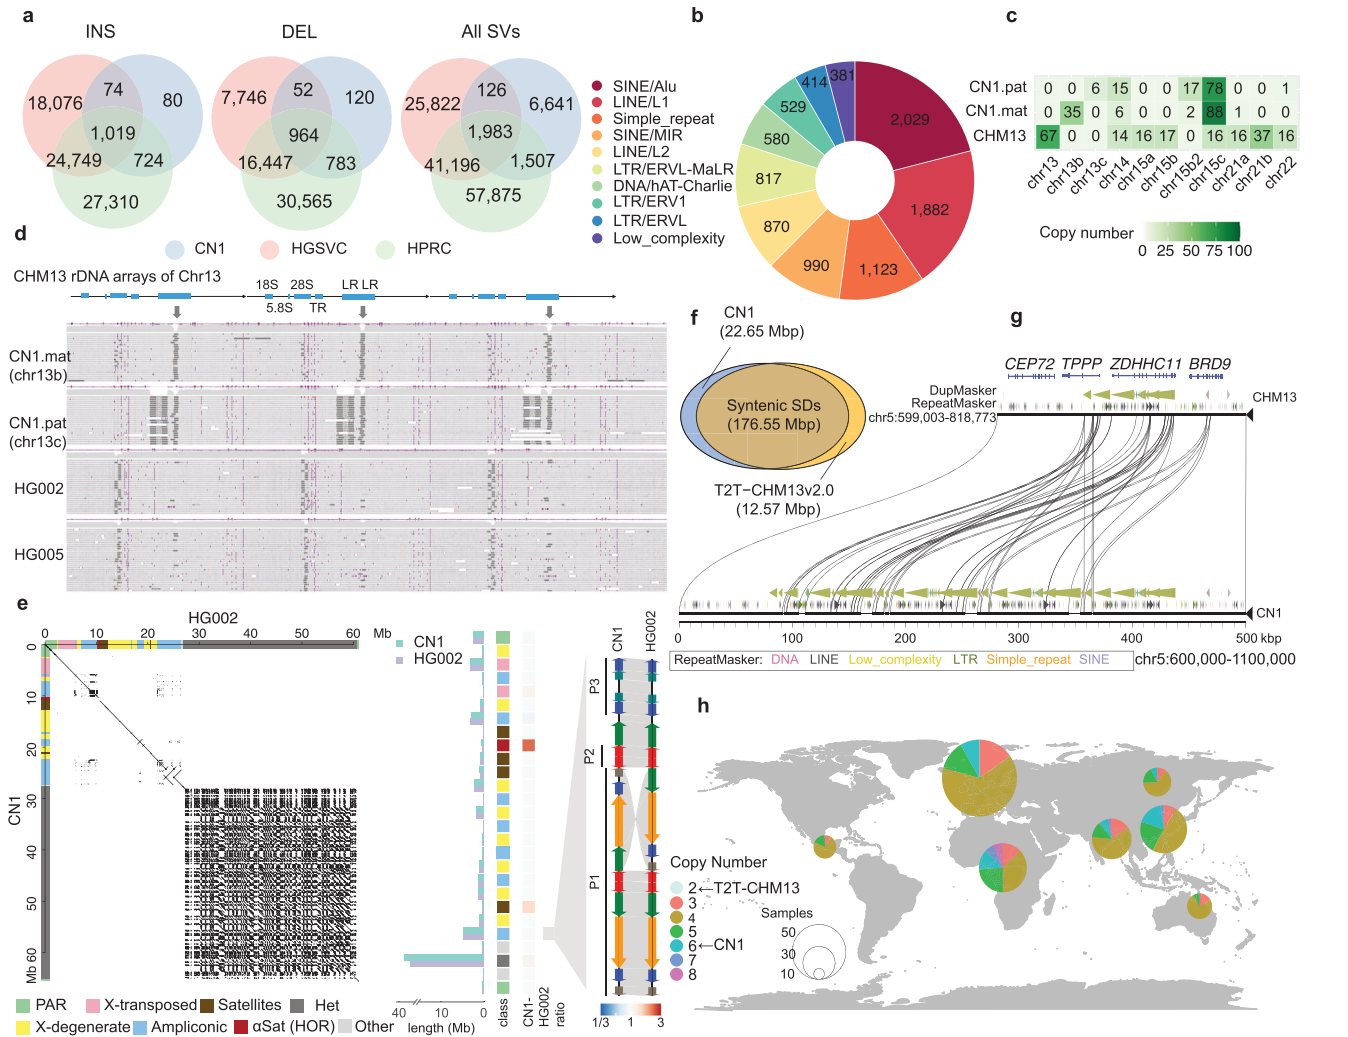 a
INS
DEL
All SVs
18,076
74
80
1,019
24,749
724
27,310
7,746
52
120
964
16,447
783
30,565
25,822
126
6,641
1,983
41,196
1,507
57,875
CN1
HGSVC
HPRC
b
SINE/Alu
LINE/L1
Simple_repeat
SINE/MIR
LINE/L2
LTR/ERVL-MaLR
DNA/hAT-Charlie
LTR/ERV1
LTR/ERVL
Low_complexity
2,029
1,882
1,123
990
870
817
580
529
414
381
c
CN1.pat 0 0 6 15 0 0 17 78 0 0 1
CN1.mat 0 35 0 6 0 0 2 88 1 0 0
CHM13 67 0 0 14 16 17 0 16 16 37 16
chr13 chr13b chr13c chr14 chr15a chr15b chr15b2 chr15c chr21a chr21b chr22
Copy number
0 25 50 75 100
d
CHM13 rDNA arrays of Chr13
18S 28S LR LR
5.8S TR
CN1.mat
(chr13b)
CN1.pat
(chr13c)
HG002
HG005
e
HG002
0 10 20 30 40 50 60 Mb
CN1
0
10
20
30
40
50
Mb 60
CN1
HG002
40 10 0
length (Mb)
class
CN1-
HG002
ratio
CN1
HG002
P3
P2
P1
1/3 1 3
PAR
X-transposed
Satellites
Het
X-degenerate
Ampliconic
αSat (HOR)
Other
f
CN1
(22.65 Mbp)
Syntenic SDs
(176.55 Mbp)
T2T−CHM13v2.0
(12.57 Mbp)
g
CEP72 TPPP ZDHHC11 BRD9
DupMasker
RepeatMasker
chr5:599,003-818,773
CHM13
CN1
0 100 200 300 400 500 kbp
RepeatMasker: DNA LINE Low_complexity LTR Simple_repeat SINE
chr5:600,000-1100,000
h
Copy Number
2←T2T-CHM13
3
4
5
6←CN1
7
8
Samples
50
30
10